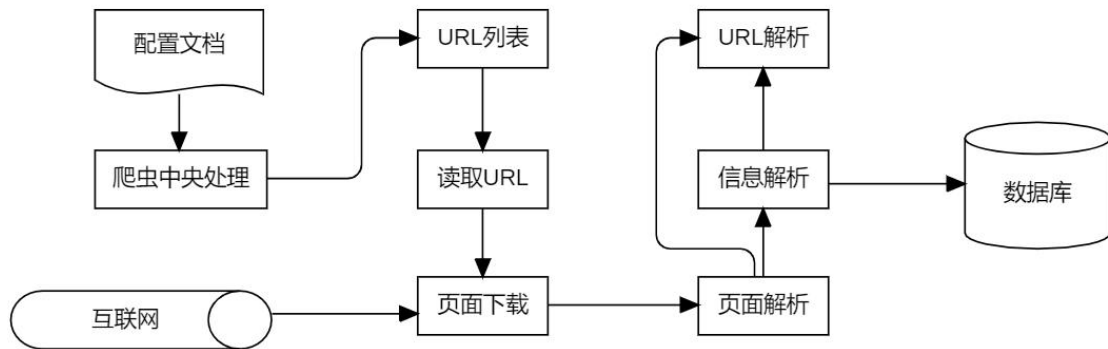 配置文档
URL列表
URL解析
爬虫中央处理
读取URL
信息解析
数据库
互联网
页面下载
页面解析